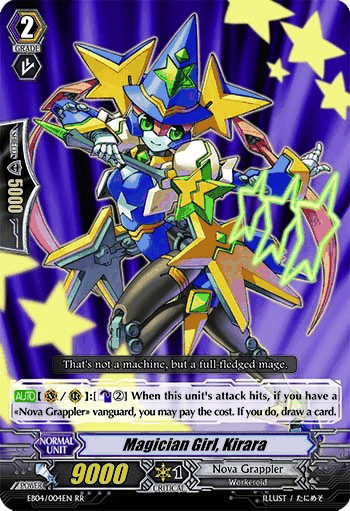 2
GRADE
SHIELD
5000
That's not a machine, but a full-fledged mage.
AUTO [ / ]:[②] When this unit's attack hits, if you have a
«Nova Grappler» vanguard, you may pay the cost. If you do, draw a card.
NORMAL
UNIT
Magician Girl, Kirara
POWER
9000
1
CRITICAL
Nova Grappler
Workeroid
EB04/004EN RR
ILLUST / たにめそ